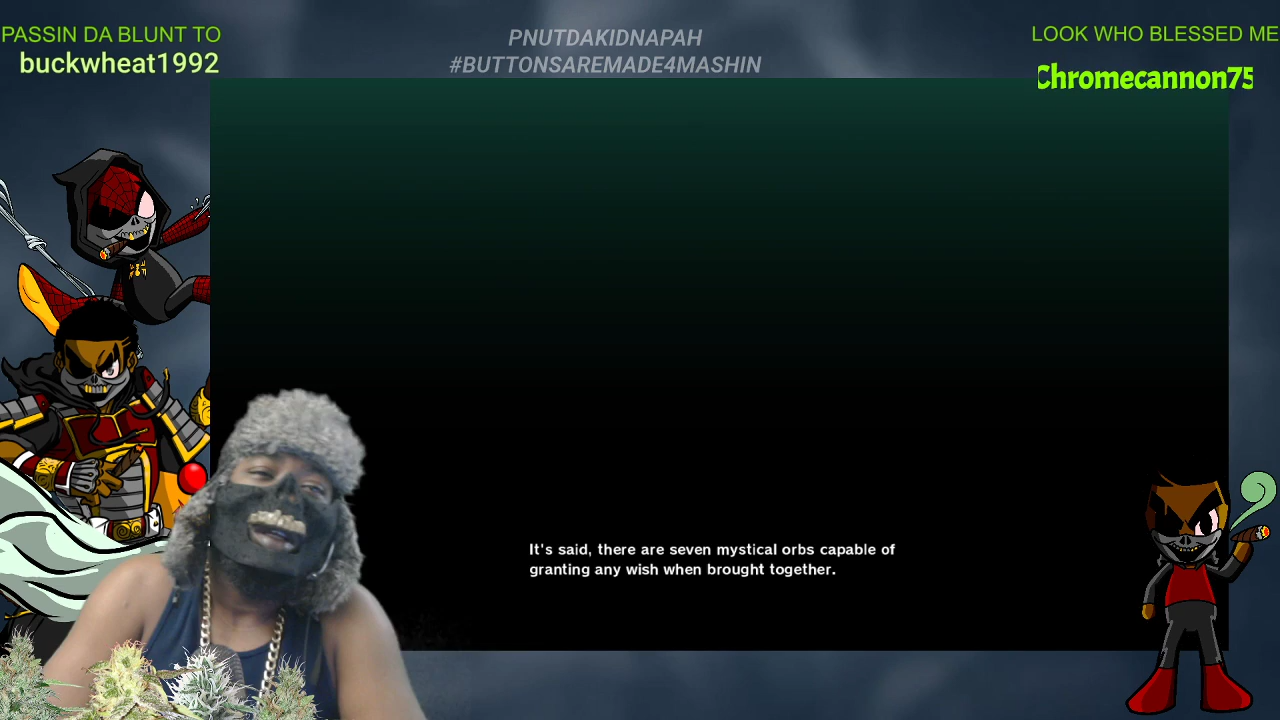 PASSIN DA BLUNT TO
buckwheat1992
PNUTDAKIDNAPAH
#BUTTONSAREMADE4MASHIN
LOOK WHO BLESSED ME
Chromecannon75
It's said, there are seven mystical orbs capable of
granting any wish when brought together.